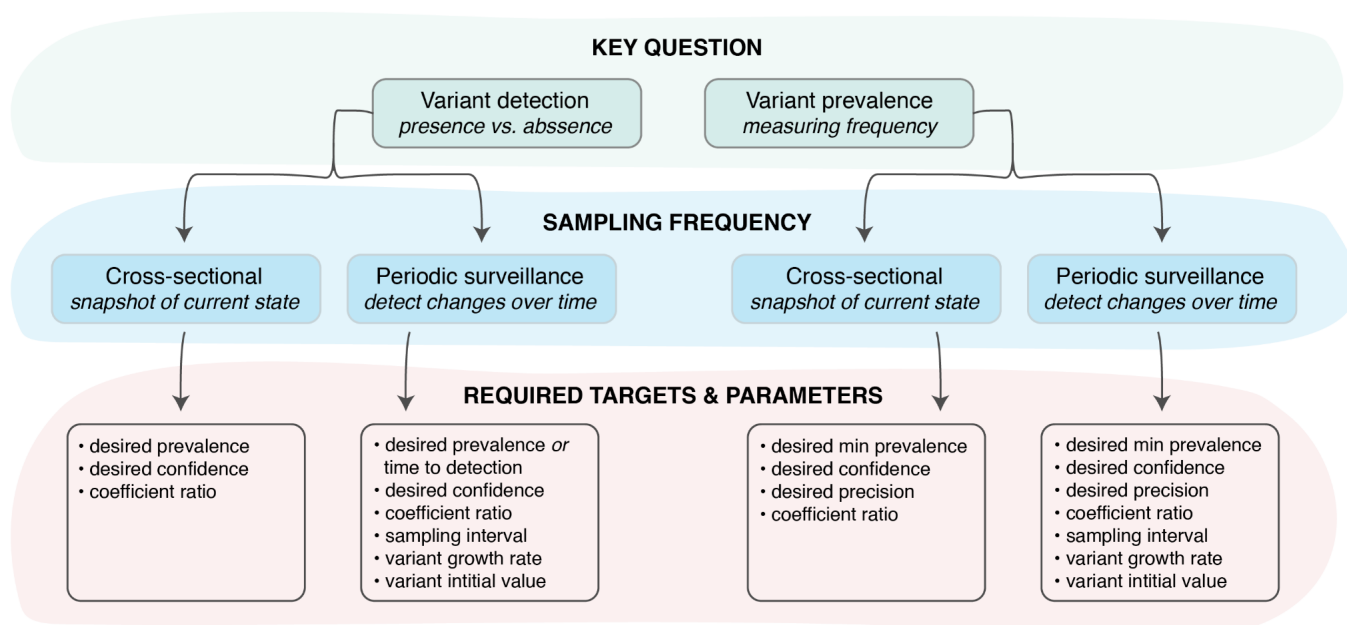 KEY QUESTION
Variant detection
presence vs. abssence
Variant prevalence
measuring frequency
SAMPLING FREQUENCY
Cross-sectional
snapshot of current state
Periodic surveillance
detect changes over time
Cross-sectional
snapshot of current state
Periodic surveillance
detect changes over time
REQUIRED TARGETS & PARAMETERS
• desired prevalence
• desired confidence
• coefficient ratio
• desired prevalence or
time to detection
• desired confidence
• coefficient ratio
• sampling interval
• variant growth rate
• variant intitial value
• desired min prevalence
• desired confidence
• desired precision
• coefficient ratio
• desired min prevalence
• desired confidence
• desired precision
• coefficient ratio
• sampling interval
• variant growth rate
• variant intitial value